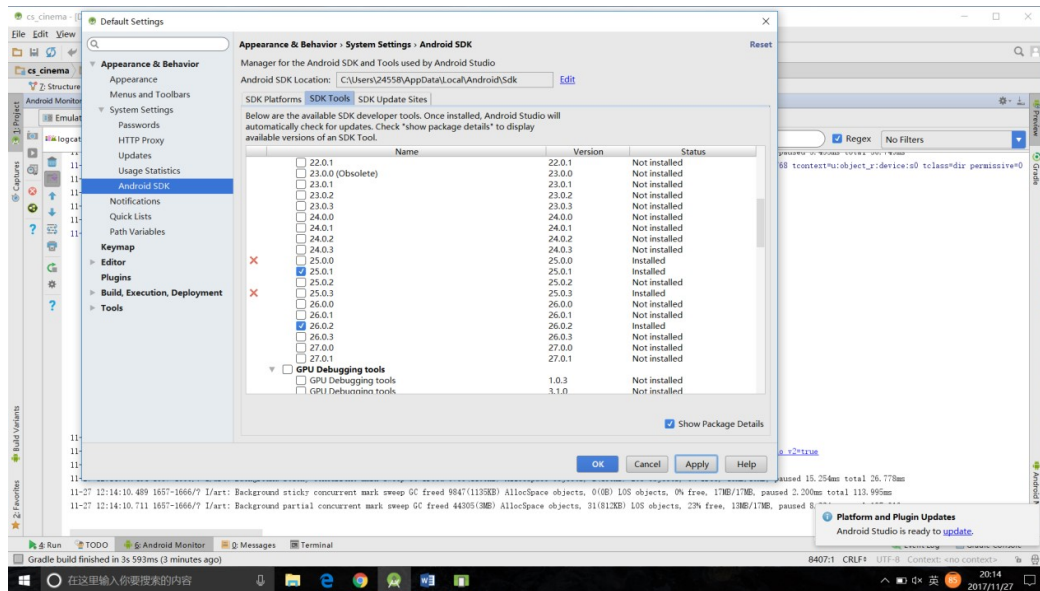 cs_cinema - [D
Default Settings
File Edit View
cs_cinema
Z: Structure
Android Monitor
Emulat
logcat
1: Project
Captures
Build Variants
2: Favorites
Appearance & Behavior
Appearance
Menus and Toolbars
System Settings
Passwords
HTTP Proxy
Updates
Usage Statistics
Android SDK
Notifications
Quick Lists
Path Variables
Keymap
Editor
Plugins
Build, Execution, Deployment
Tools
Appearance & Behavior › System Settings › Android SDK Reset
Manager for the Android SDK and Tools used by Android Studio
Android SDK Location: C:\Users\24558\AppData\Local\Android\Sdk Edit
SDK Platforms SDK Tools SDK Update Sites
Below are the available SDK developer tools. Once installed, Android Studio will
automatically check for updates. Check "show package details" to display
available versions of an SDK Tool.
Name Version Status
22.0.1 22.0.1 Not installed
23.0.0 (Obsolete) 23.0.0 Not installed
23.0.1 23.0.1 Not installed
23.0.2 23.0.2 Not installed
23.0.3 23.0.3 Not installed
24.0.0 24.0.0 Not installed
24.0.1 24.0.1 Not installed
24.0.2 24.0.2 Not installed
24.0.3 24.0.3 Not installed
25.0.0 25.0.0 Installed
25.0.1 25.0.1 Installed
25.0.2 25.0.2 Not installed
25.0.3 25.0.3 Installed
26.0.0 26.0.0 Not installed
26.0.1 26.0.1 Not installed
26.0.2 26.0.2 Installed
26.0.3 26.0.3 Not installed
27.0.0 27.0.0 Not installed
27.0.1 27.0.1 Not installed
GPU Debugging tools
GPU Debugging tools 1.0.3 Not installed
GPU Debugging tools 3.1.0 Not installed
Show Package Details
OK Cancel Apply Help
Regex No Filters
68 tcontext=u:object_r:device:s0 tclass=dir permissive=0
Preview
Gradle
o v2=true
paused 15.254ms total 26.778ms
11-27 12:14:10.489 1657-1666/? I/art: Background sticky concurrent mark sweep GC freed 9847(1135KB) AllocSpace objects, 0(0B) LOS objects, 0% free, 17MB/17MB, paused 2.200ms total 113.995ms
11-27 12:14:10.711 1657-1666/? I/art: Background partial concurrent mark sweep GC freed 44305(3MB) AllocSpace objects, 31(812KB) LOS objects, 23% free, 13MB/17MB, paused 8
Platform and Plugin Updates
Android Studio is ready to update.
4: Run TODO 6: Android Monitor 0: Messages Terminal
Gradle build finished in 3s 593ms (3 minutes ago) 8407:1 CRLF UTF-8 Context: <no context>
在这里输入你要搜索的内容
英 85 20:14
2017/11/27